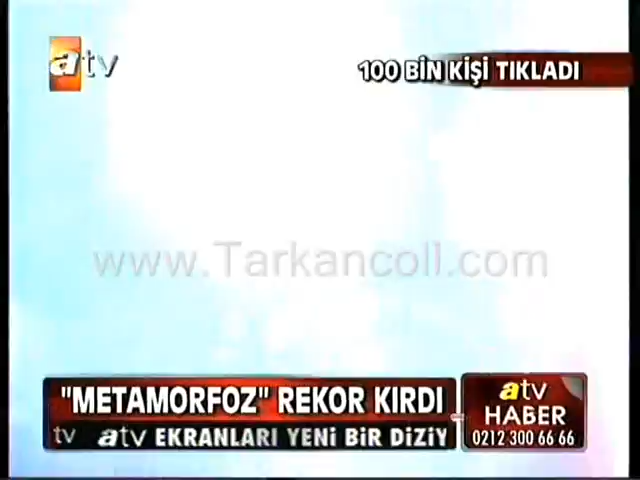 atv
100 BİN KİŞİ TIKLADI
www.Tarkancoll.com
"METAMORFOZ" REKOR KIRDI
atv
HABER
0212 300 66 66
tv atv EKRANLARI YENİ BİR DİZİY